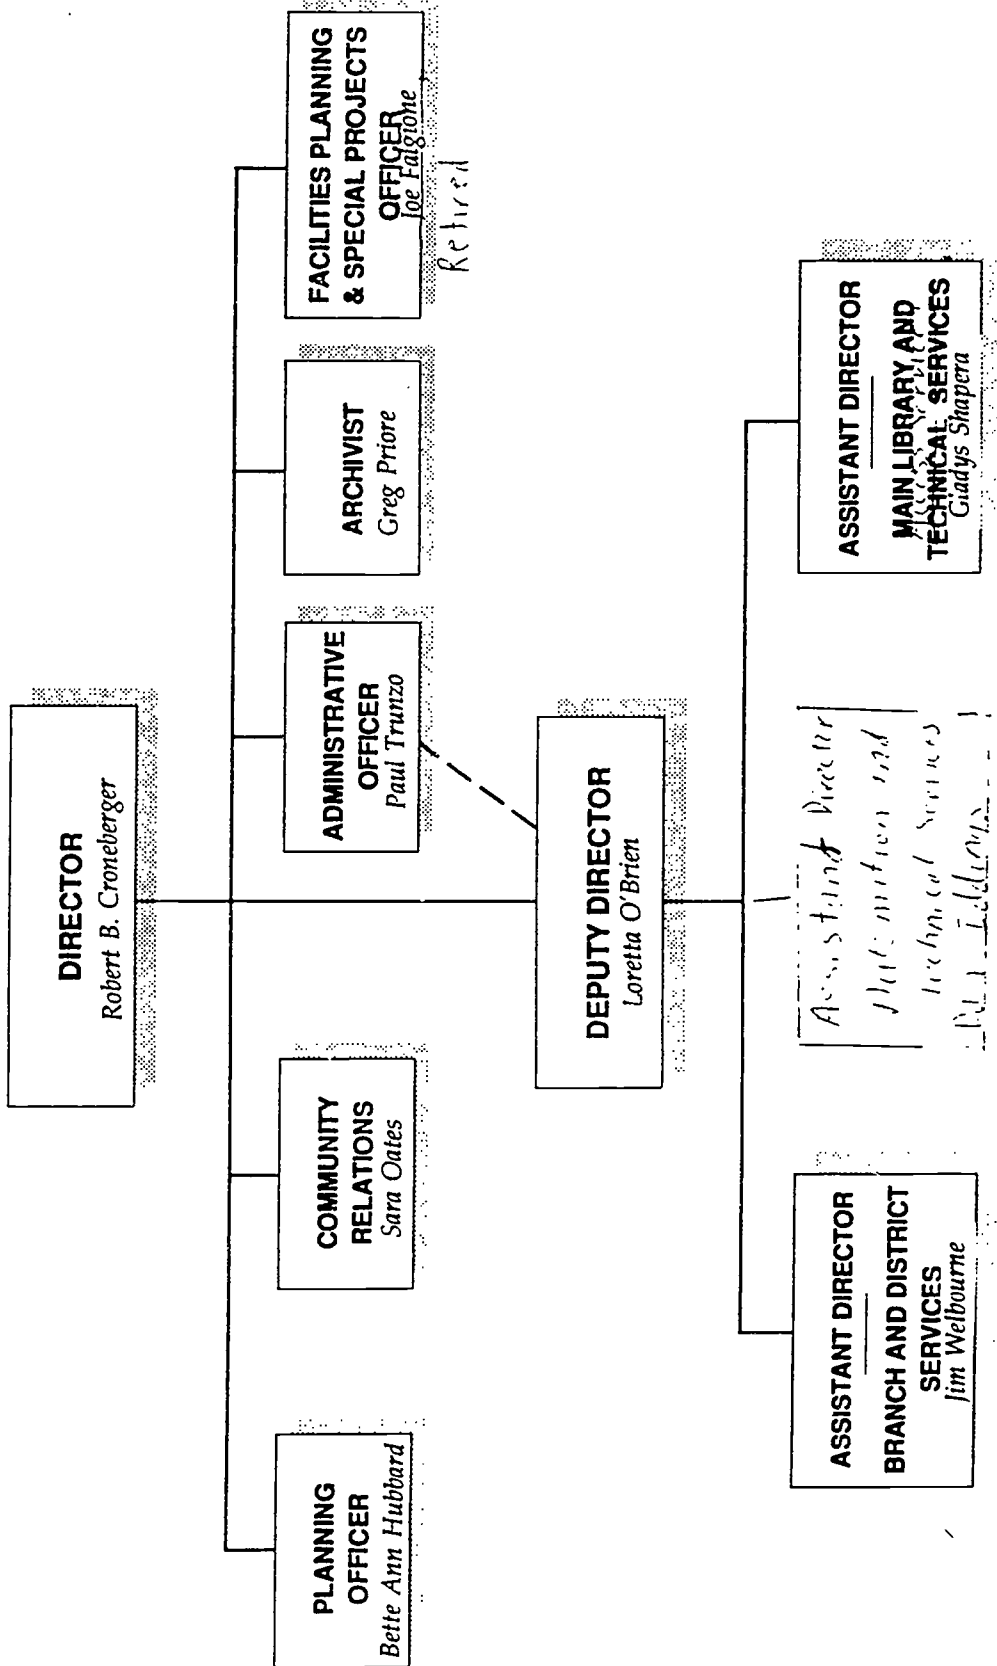 DIRECTOR
Robert B. Croneberger
PLANNING
OFFICER
Bette Ann Hubbard
COMMUNITY
RELATIONS
Sara Oates
ADMINISTRATIVE
OFFICER
Paul Trunzo
ARCHIVIST
Greg Priore
FACILITIES PLANNING
& SPECIAL PROJECTS
OFFICER
Joe Falgione
Retired
DEPUTY DIRECTOR
Loretta O'Brien
ASSISTANT DIRECTOR
BRANCH AND DISTRICT
SERVICES
Jim Welbourne
Assistant Director
Automation and
Technical Services
ASSISTANT DIRECTOR
MAIN LIBRARY AND
TECHNICAL SERVICES
Gladys Shapera